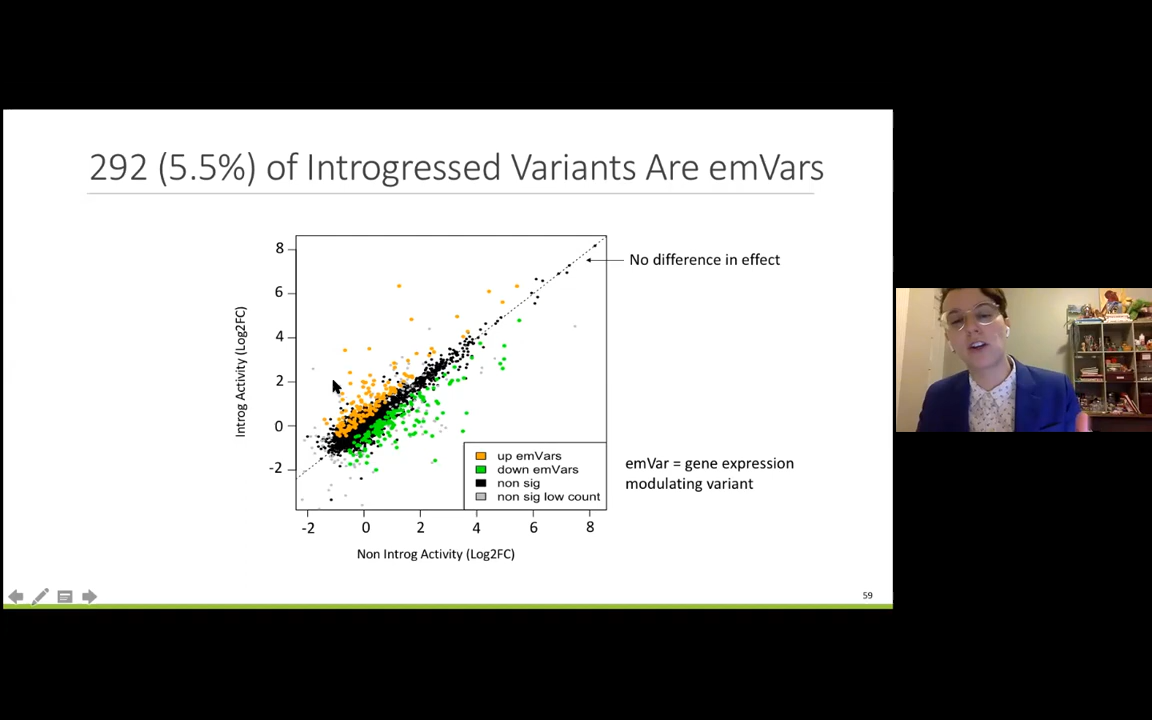 292 (5.5%) of Introgressed Variants Are emVars
8
6
4
2
0
-2
Introg Activity (Log2FC)
No difference in effect
up emVars
down emVars
non sig
non sig low count
emVar = gene expression
modulating variant
-2 0 2 4 6 8
Non Introg Activity (Log2FC)
59